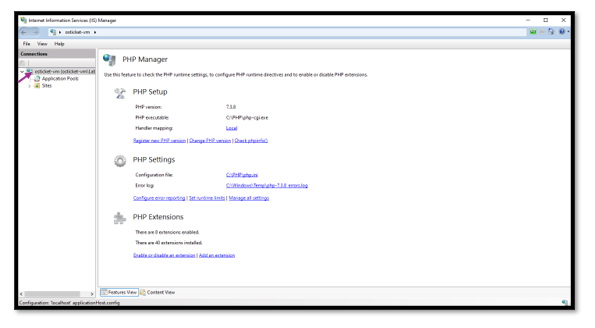 Internet Information Services (IIS) Manager
osticket-vm
File View Help
Connections
osticket-vm (osticket-vm\Lab
Application Pools
Sites
PHP Manager
Use this feature to check the PHP runtime settings, to configure PHP runtime directives and to enable or disable PHP extensions.
PHP Setup
PHP version: 7.3.8
PHP executable: C:\PHP\php-cgi.exe
Handler mapping: Local
Register new PHP version | Change PHP version | Check phpinfo()
PHP Settings
Configuration file: C:\PHP\php.ini
Error log: C:\Windows\Temp\php-7.3.8_errors.log
Configure error reporting | Set runtime limits | Manage all settings
PHP Extensions
There are 8 extensions enabled.
There are 40 extensions installed.
Enable or disable an extension | Add an extension
Features View Content View
Configuration: 'localhost' applicationHost.config